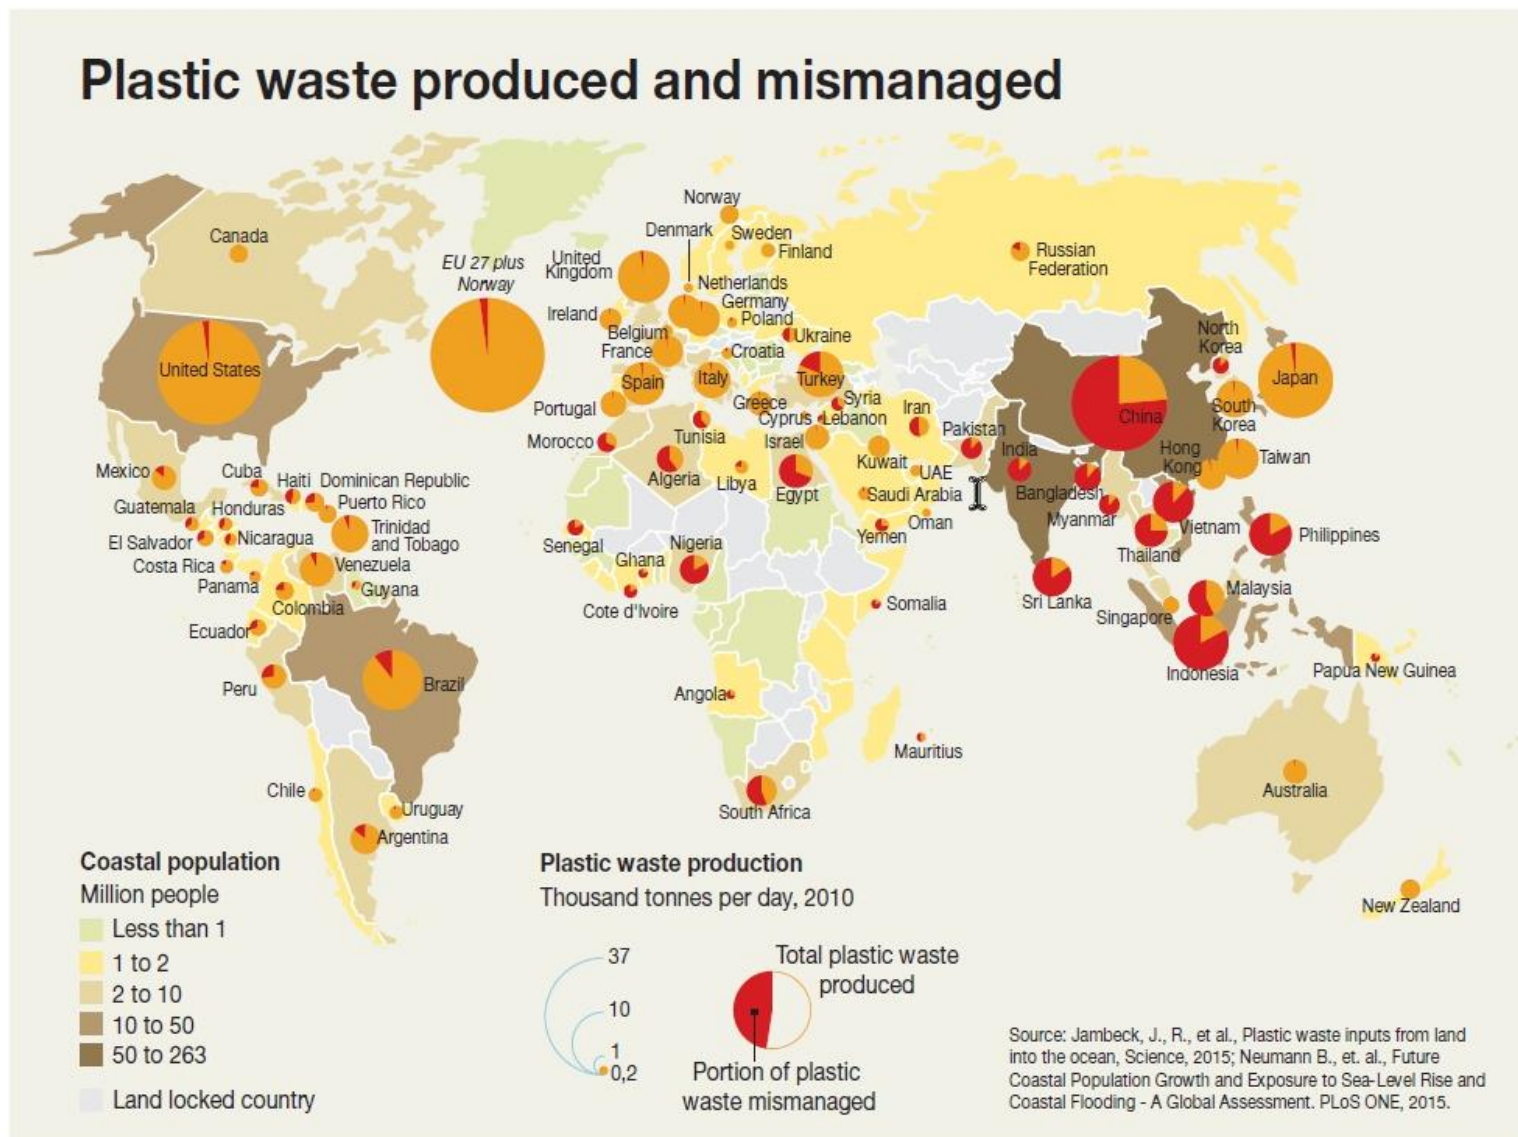 Plastic waste produced and mismanaged
Canada
United States
EU 27 plus
Norway
Norway
Denmark
Sweden
Finland
United
Kingdom
Netherlands
Germany
Ireland
Poland
Belgium
Ukraine
France
Croatia
Spain
Italy
Turkey
Portugal
Greece
Syria
Cyprus
Lebanon
Morocco
Tunisia
Israel
Iran
Algeria
Libya
Egypt
Kuwait
UAE
Saudi Arabia
Oman
Yemen
Russian
Federation
North
Korea
Japan
China
South
Korea
Pakistan
India
Hong
Kong
Taiwan
Bangladesh
Myanmar
Vietnam
Philippines
Thailand
Sri Lanka
Malaysia
Singapore
Indonesia
Papua New Guinea
Mexico
Cuba
Haiti
Dominican Republic
Puerto Rico
Guatemala
Honduras
Trinidad
and Tobago
El Salvador
Nicaragua
Costa Rica
Venezuela
Panama
Guyana
Colombia
Ecuador
Peru
Brazil
Senegal
Ghana
Nigeria
Cote d'Ivoire
Somalia
Angola
Mauritius
South Africa
Chile
Uruguay
Argentina
Australia
New Zealand
Coastal population
Million people
Less than 1
1 to 2
2 to 10
10 to 50
50 to 263
Land locked country
Plastic waste production
Thousand tonnes per day, 2010
37
10
1
0,2
Total plastic waste
produced
Portion of plastic
waste mismanaged
Source: Jambeck, J., R., et al., Plastic waste inputs from land
into the ocean, Science, 2015; Neumann B., et. al., Future
Coastal Population Growth and Exposure to Sea-Level Rise and
Coastal Flooding - A Global Assessment. PLoS ONE, 2015.